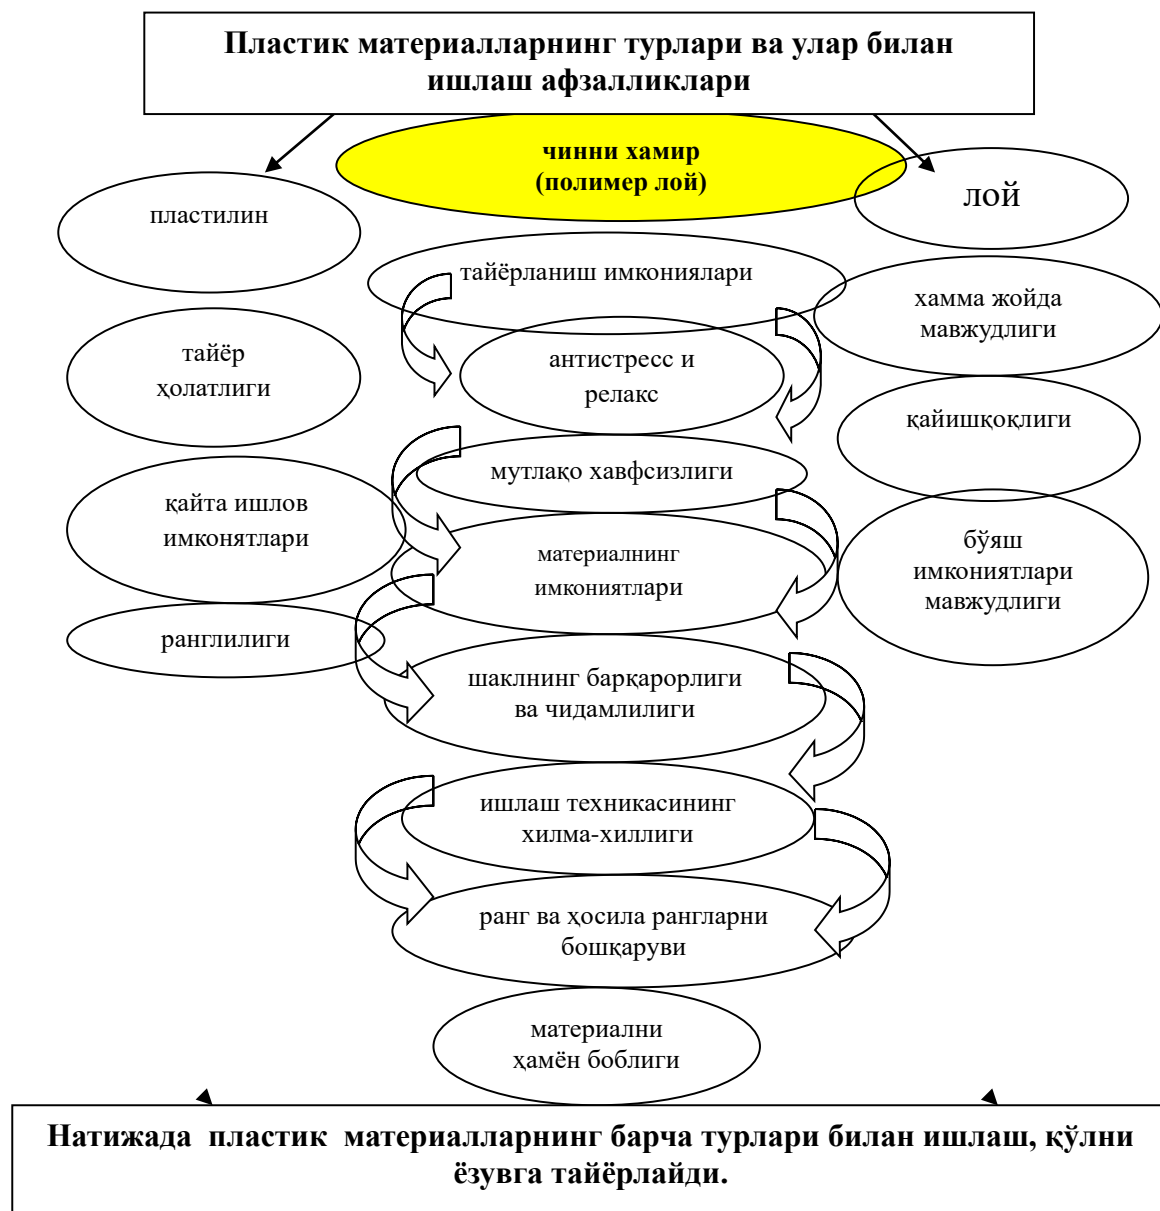 Пластик материалларнинг турлари ва улар билан
ишлаш афзалликлари
чинни хамир
(полимер лой)
пластилин
лой
тайёрланиш имкониялари
хамма жойда
мавжудлиги
тайёр
ҳолатлиги
антистресс и
релакс
қайишқоқлиги
мутлақо хавфсизлиги
қайта ишлов
имконятлари
материалнинг
имкониятлари
бўяш
имкониятлари
мавжудлиги
ранглилиги
шаклнинг барқарорлиги
ва чидамлилиги
ишлаш техникасининг
хилма-хиллиги
ранг ва ҳосила рангларни
бошқаруви
материални
ҳамён боблиги
Натижада пластик материалларнинг барча турлари билан ишлаш, қўлни
ёзувга тайёрлайди.